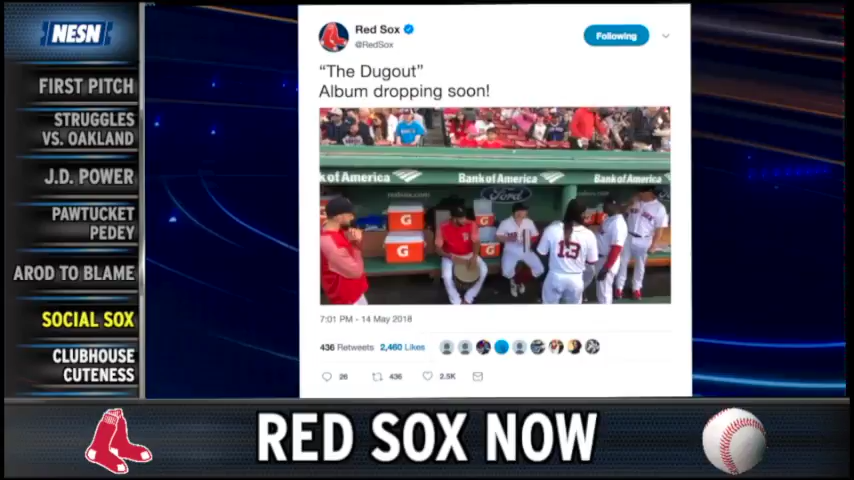 NESN
FIRST PITCH
STRUGGLES
VS. OAKLAND
J.D. POWER
PAWTUCKET
PEDEY
AROD TO BLAME
SOCIAL SOX
CLUBHOUSE
CUTENESS
Red Sox
@RedSox
Following
“The Dugout”
Album dropping soon!
k of America
Bank of America
Bank of America
redsox.com
Ford
G
G
G
G
13
7:01 PM - 14 May 2018
436 Retweets 2,460 Likes
26 436 2.5K
RED SOX NOW